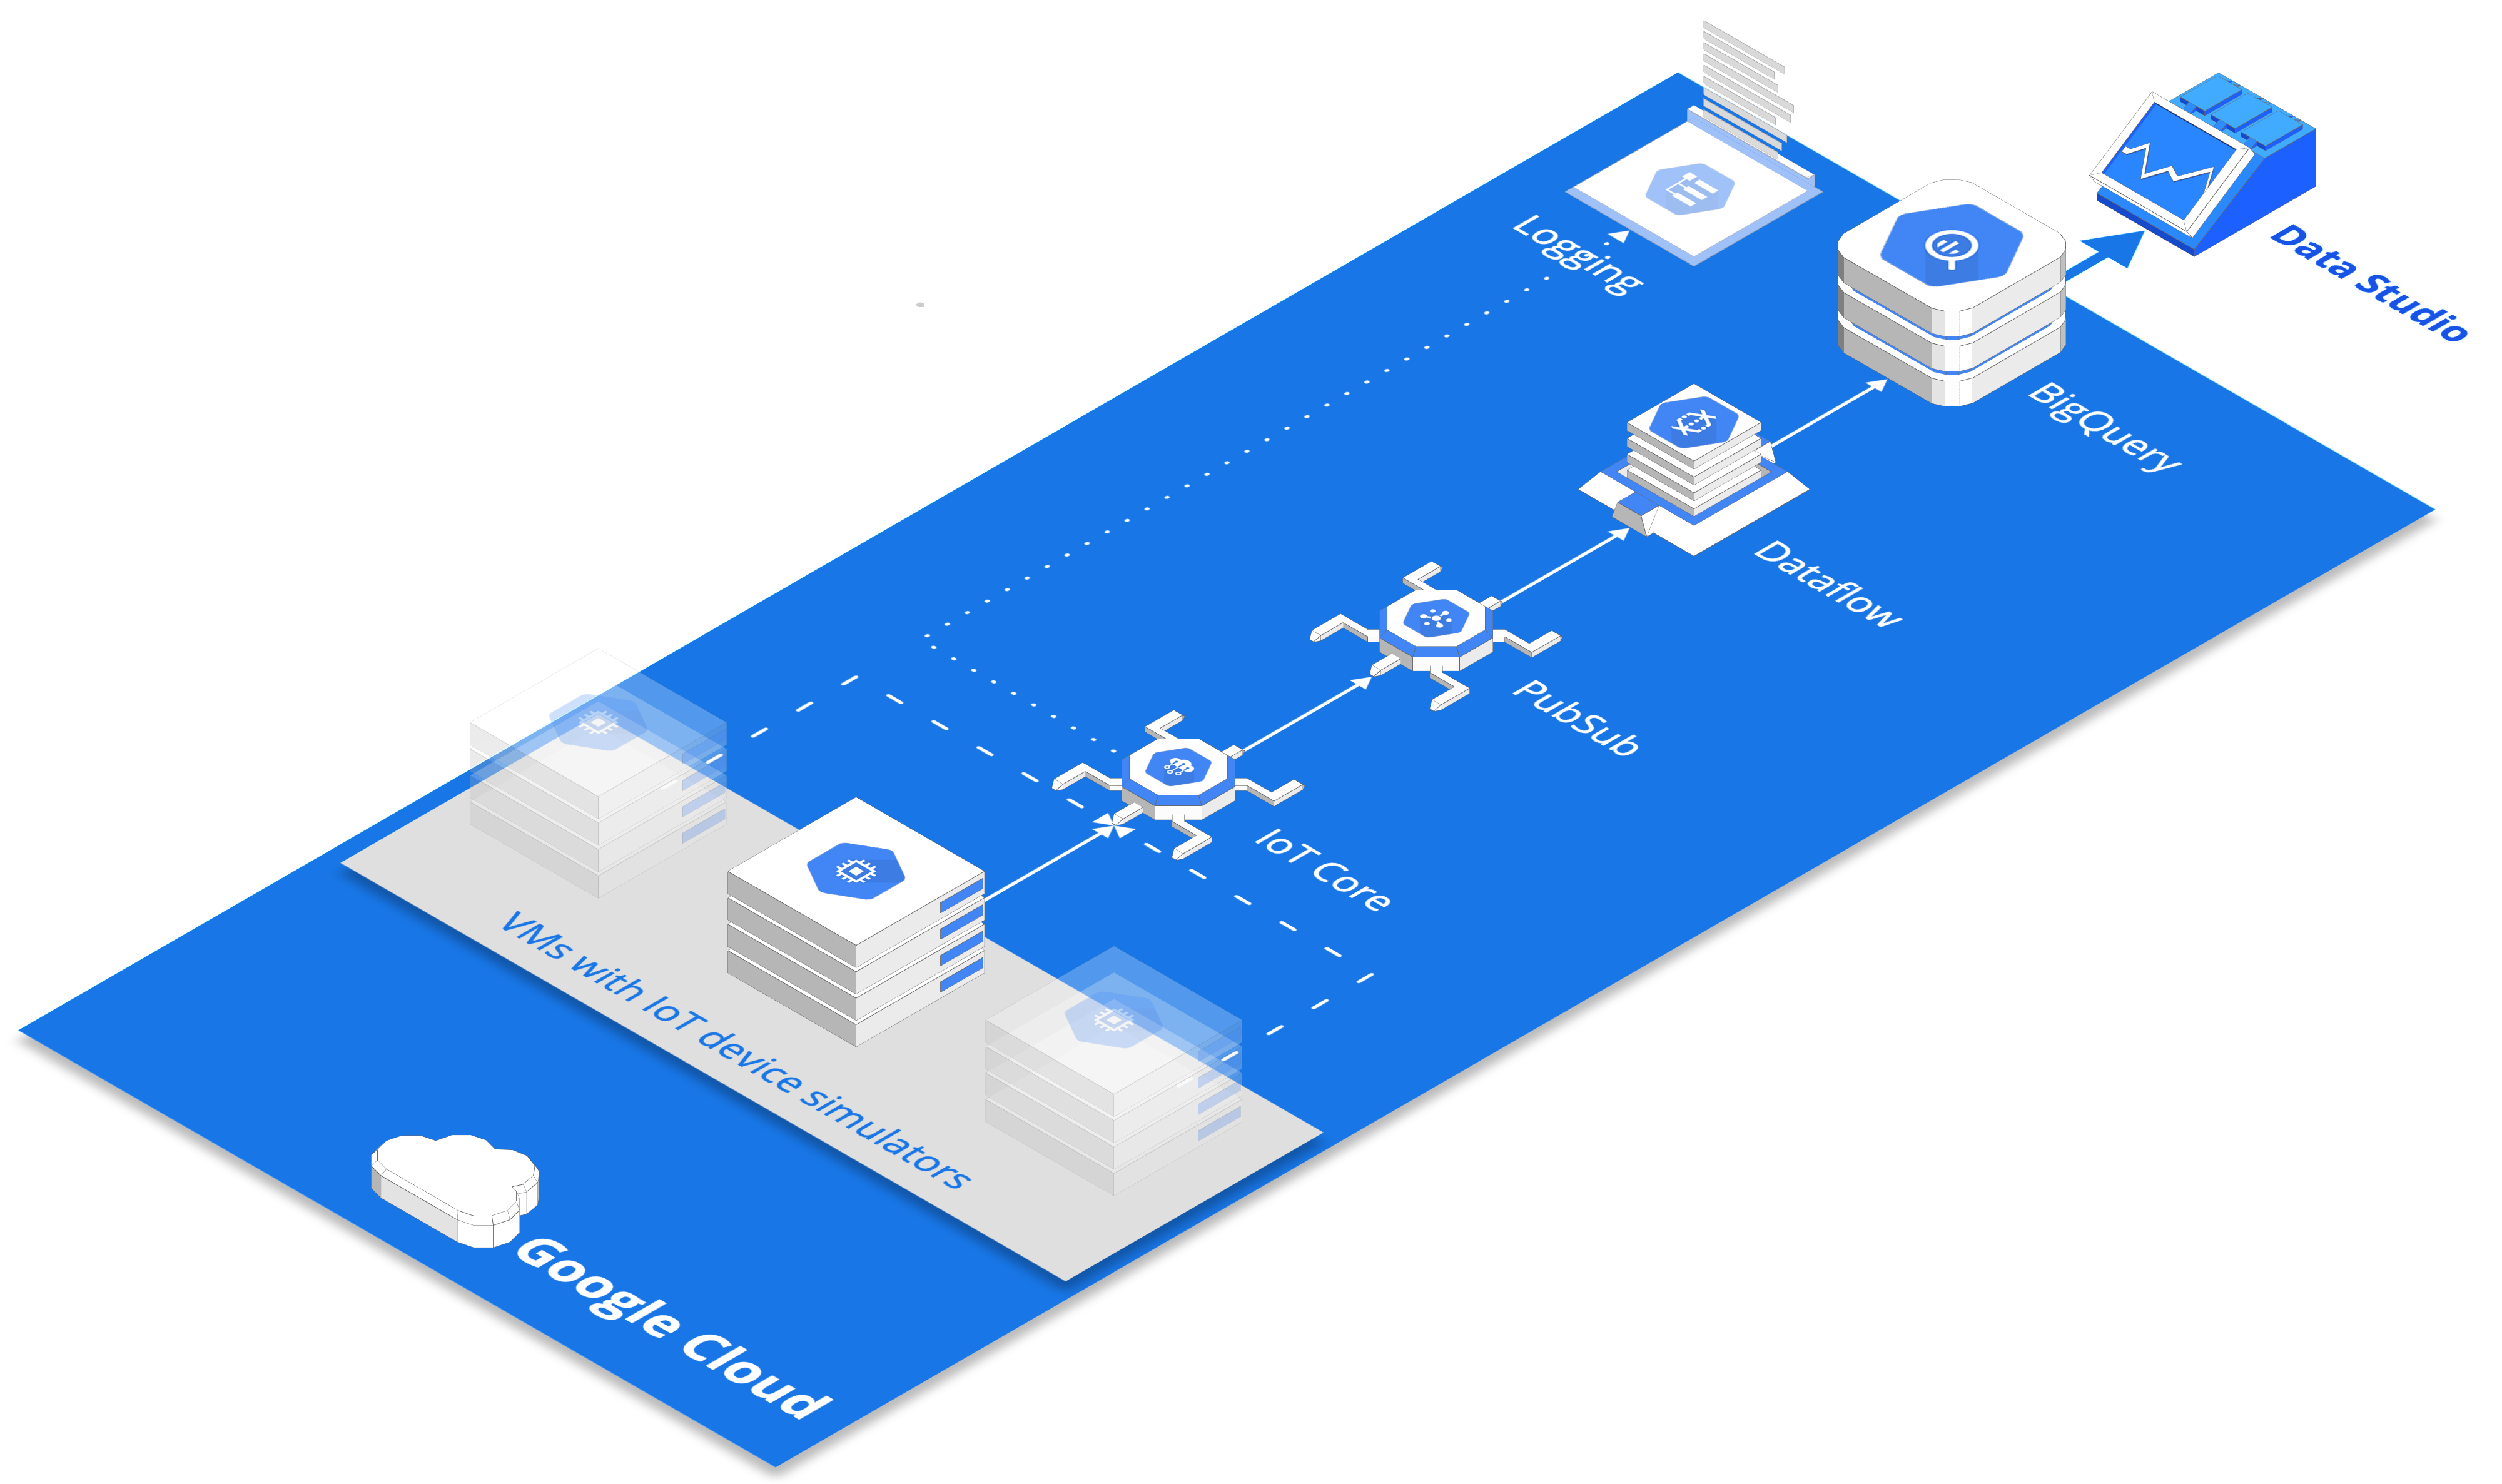 Logging
Data Studio
BigQuery
Dataflow
PubSub
IoT Core
VMs with IoT device simulators
Google Cloud